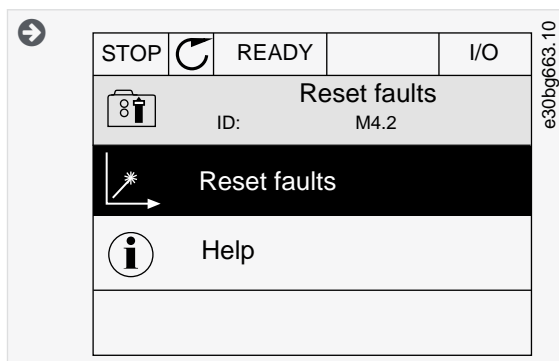 STOP READY I/O
Reset faults
ID: M4.2
Reset faults
Help
e30bg663.10